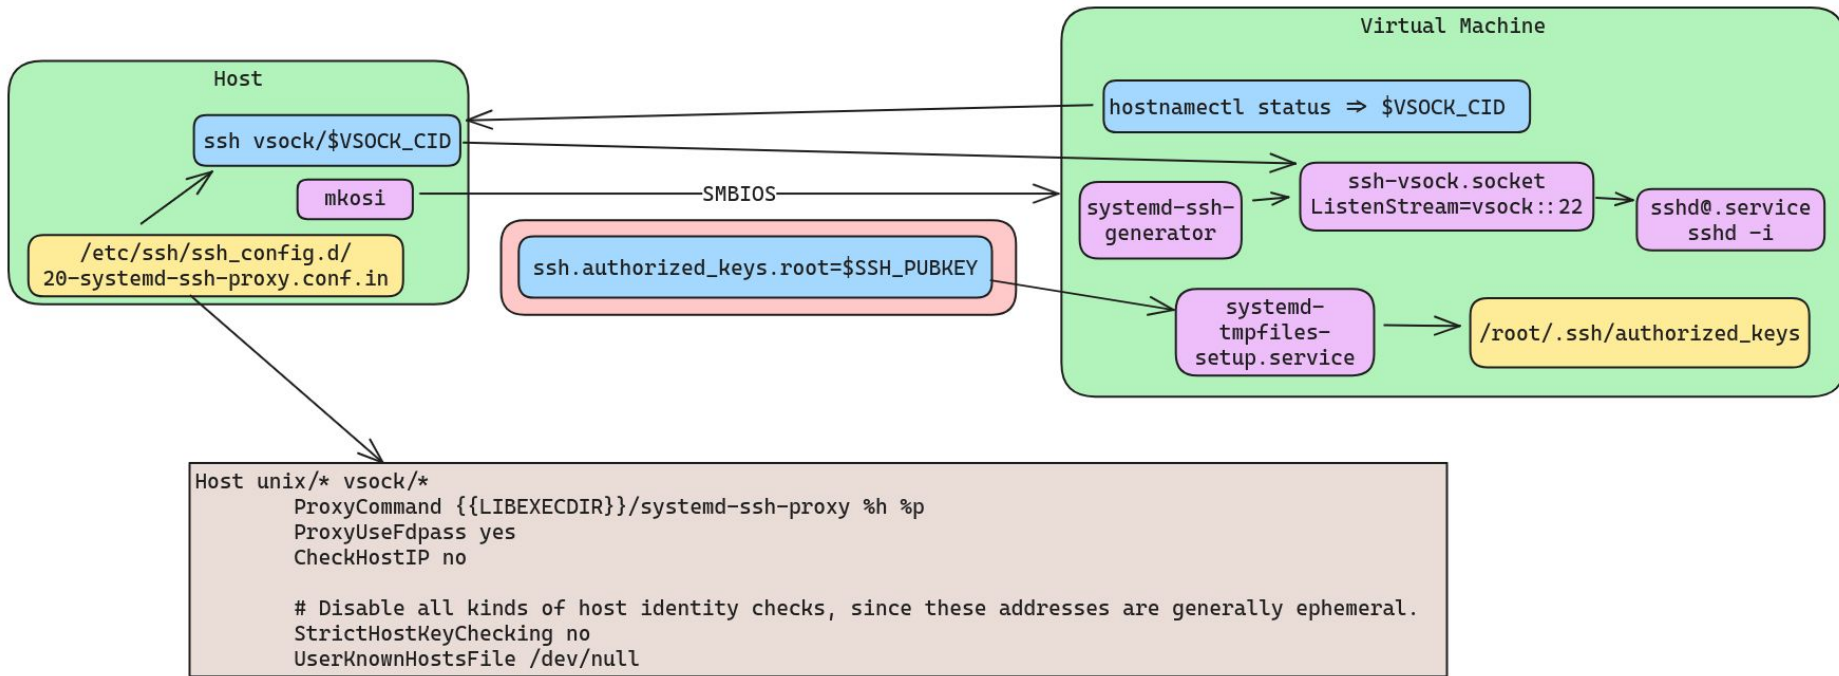 Virtual Machine
Host
hostnamectl status ⇒ $VSOCK_CID
ssh vsock/$VSOCK_CID
mkosi
SMBIOS
systemd-ssh-
generator
ssh-vsock.socket
ListenStream=vsock::22
sshd@.service
sshd -i
/etc/ssh/ssh_config.d/
20-systemd-ssh-proxy.conf.in
ssh.authorized_keys.root=$SSH_PUBKEY
systemd-
tmpfiles-
setup.service
/root/.ssh/authorized_keys
Host unix/* vsock/*
        ProxyCommand {{LIBEXECDIR}}/systemd-ssh-proxy %h %p
        ProxyUseFdpass yes
        CheckHostIP no

        # Disable all kinds of host identity checks, since these addresses are generally ephemeral.
        StrictHostKeyChecking no
        UserKnownHostsFile /dev/null